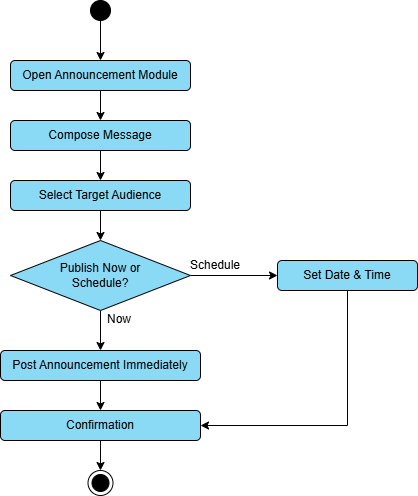 Open Announcement Module
Compose Message
Select Target Audience
Publish Now or
Schedule?
Schedule
Set Date & Time
Now
Post Announcement Immediately
Confirmation